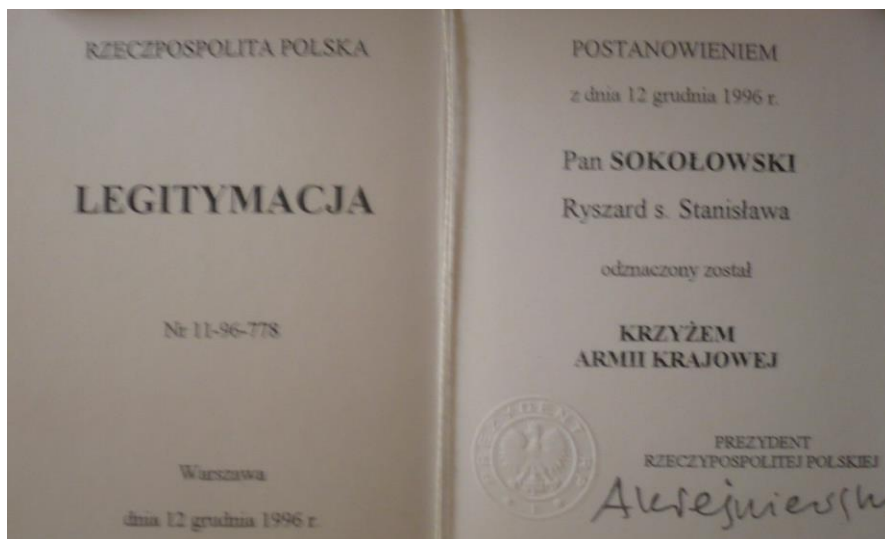 RZECZPOSPOLITA POLSKA
LEGITYMACJA
Nr 11-96-778
Warszawa
dnia 12 grudnia 1996 r.
POSTANOWIENIEM
z dnia 12 grudnia 1996 r.
Pan SOKOŁOWSKI
Ryszard s. Stanisława
odznaczony został
KRZYŻEM
ARMII KRAJOWEJ
PREZYDENT
RZECZYPOSPOLITEJ POLSKIEJ